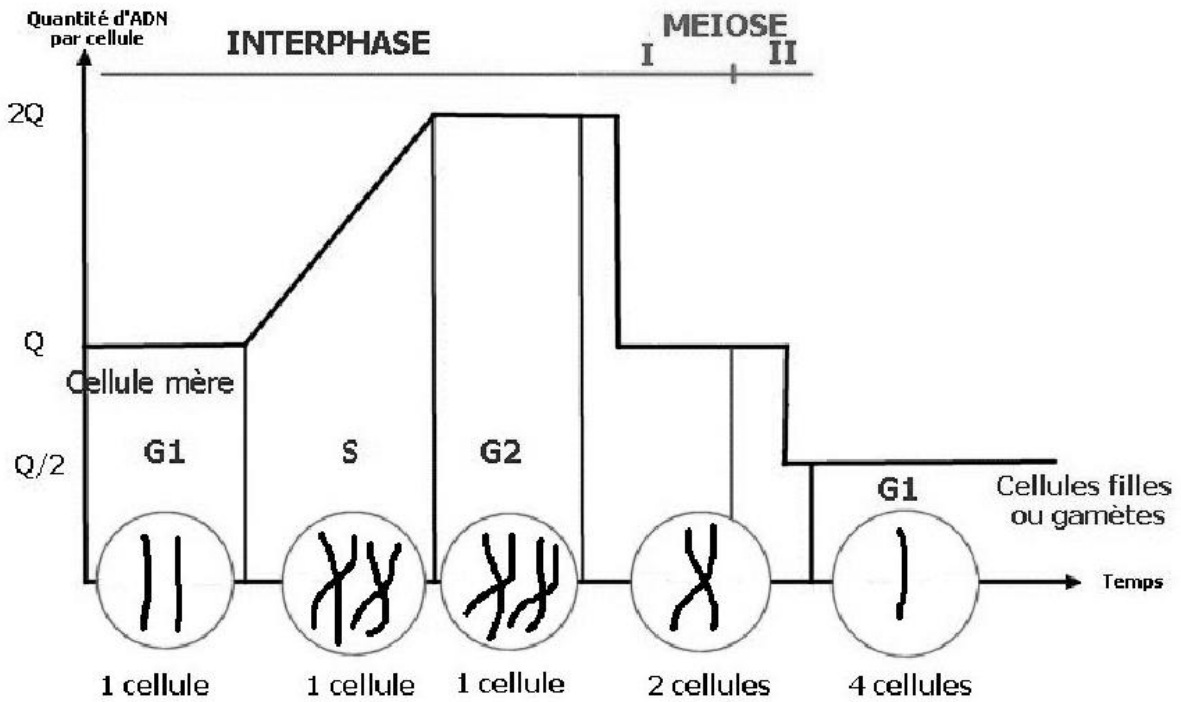 Quantité d'ADN
par cellule
INTERPHASE
MEIOSE
I
II
2Q
Q
Cellule mère
Q/2
G1
S
G2
G1
Cellules filles
ou gamètes
Temps
1 cellule
1 cellule
1 cellule
2 cellules
4 cellules